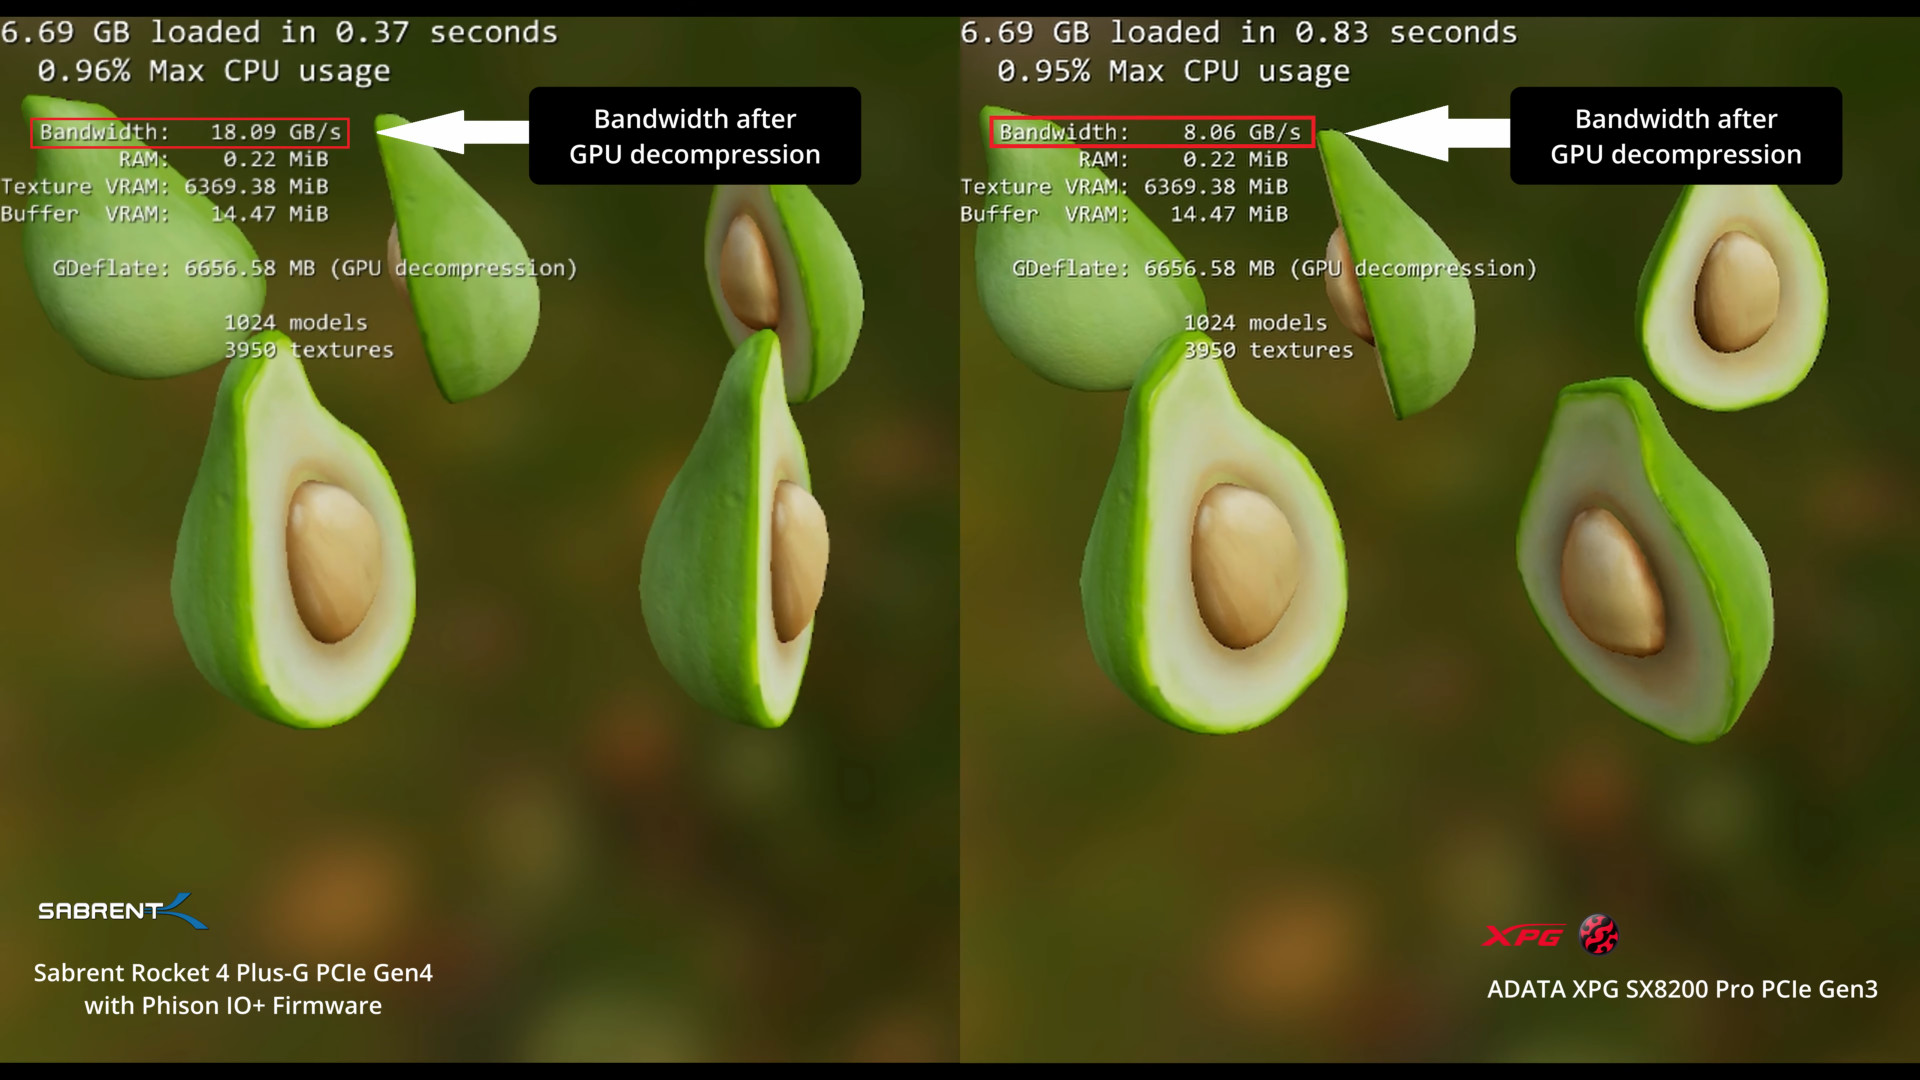 6.69 GB loaded in 0.37 seconds
0.96% Max CPU usage
Bandwidth: 18.09 GB/s
RAM: 0.22 MiB
Texture VRAM: 6369.38 MiB
Buffer VRAM: 14.47 MiB
GDeflate: 6656.58 MB (GPU decompression)
1024 models
3950 textures
Bandwidth after
GPU decompression
SABRENT
Sabrent Rocket 4 Plus-G PCIe Gen4
with Phison IO+ Firmware
6.69 GB loaded in 0.83 seconds
0.95% Max CPU usage
Bandwidth: 8.06 GB/s
RAM: 0.22 MiB
Texture VRAM: 6369.38 MiB
Buffer VRAM: 14.47 MiB
GDeflate: 6656.58 MB (GPU decompression)
1024 models
3950 textures
Bandwidth after
GPU decompression
XPG
ADATA XPG SX8200 Pro PCIe Gen3